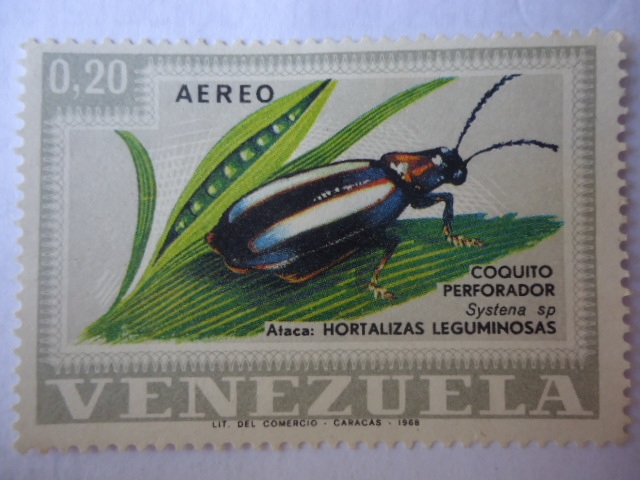 0,20
AEREO
COQUITO
PERFORADOR
Systena sp
Ataca: HORTALIZAS LEGUMINOSAS
VENEZUELA
LIT. DEL COMERCIO - CARACAS - 1968